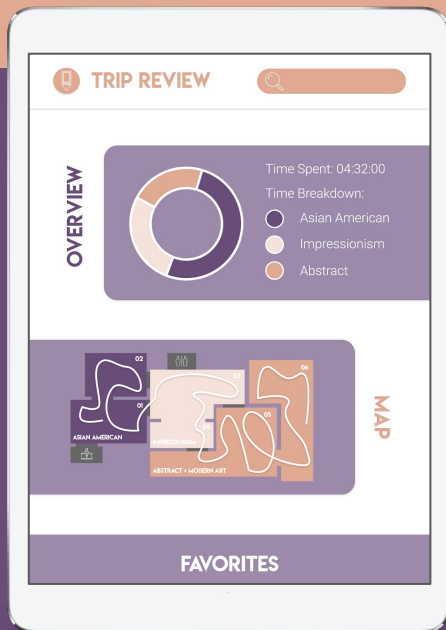 TRIP REVIEW
OVERVIEW
Time Spent: 04:32:00
Time Breakdown:
Asian American
Impressionism
Abstract
02
03
06
01
05
ASIAN AMERICAN
IMPRESSIONISM
ABSTRACT + MODERN ART
MAP
FAVORITES